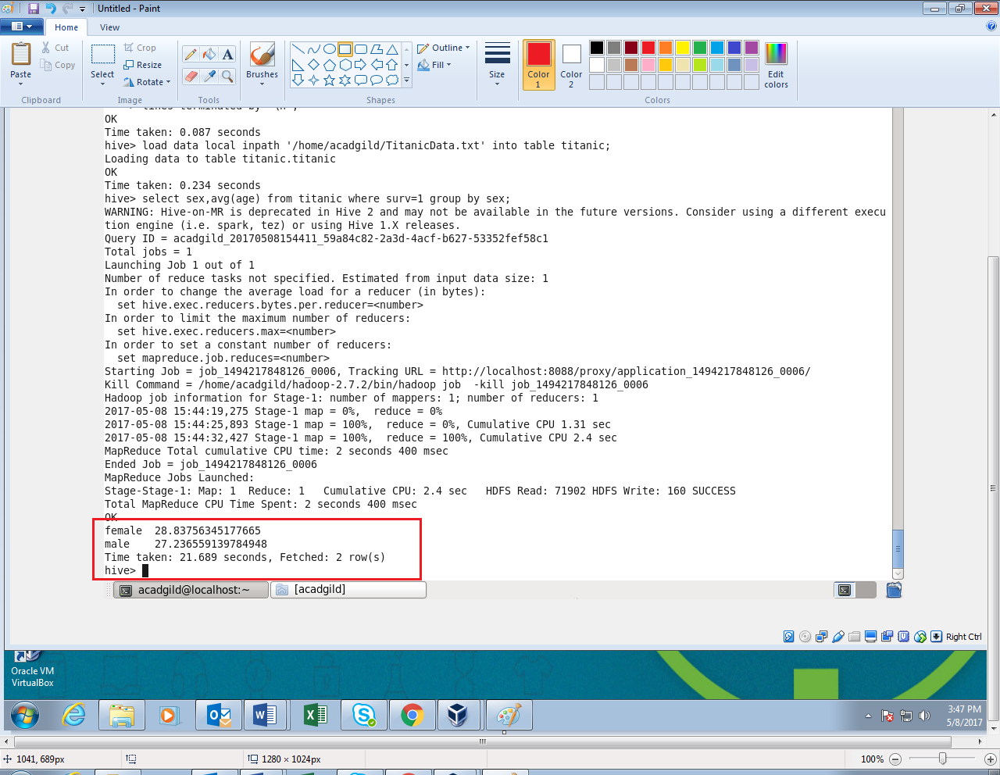 Untitled - Paint
Home
View
Paste
Cut
Copy
Clipboard
Select
Crop
Resize
Rotate
Image
Tools
Brushes
Shapes
Outline
Fill
Size
Color 1
Color 2
Colors
Edit colors
OK
Time taken: 0.087 seconds
hive> load data local inpath '/home/acadgild/TitanicData.txt' into table titanic;
Loading data to table titanic.titanic
OK
Time taken: 0.234 seconds
hive> select sex,avg(age) from titanic where surv=1 group by sex;
WARNING: Hive-on-MR is deprecated in Hive 2 and may not be available in the future versions. Consider using a different execu
tion engine (i.e. spark, tez) or using Hive 1.X releases.
Query ID = acadgild_20170508154411_59a84c82-2a3d-4acf-b627-53352fef58c1
Total jobs = 1
Launching Job 1 out of 1
Number of reduce tasks not specified. Estimated from input data size: 1
In order to change the average load for a reducer (in bytes):
  set hive.exec.reducers.bytes.per.reducer=<number>
In order to limit the maximum number of reducers:
  set hive.exec.reducers.max=<number>
In order to set a constant number of reducers:
  set mapreduce.job.reduces=<number>
Starting Job = job_1494217848126_0006, Tracking URL = http://localhost:8088/proxy/application_1494217848126_0006/
Kill Command = /home/acadgild/hadoop-2.7.2/bin/hadoop job  -kill job_1494217848126_0006
Hadoop job information for Stage-1: number of mappers: 1; number of reducers: 1
2017-05-08 15:44:19,275 Stage-1 map = 0%,  reduce = 0%
2017-05-08 15:44:25,893 Stage-1 map = 100%,  reduce = 0%, Cumulative CPU 1.31 sec
2017-05-08 15:44:32,427 Stage-1 map = 100%,  reduce = 100%, Cumulative CPU 2.4 sec
MapReduce Total cumulative CPU time: 2 seconds 400 msec
Ended Job = job_1494217848126_0006
MapReduce Jobs Launched:
Stage-Stage-1: Map: 1  Reduce: 1   Cumulative CPU: 2.4 sec   HDFS Read: 71902 HDFS Write: 160 SUCCESS
Total MapReduce CPU Time Spent: 2 seconds 400 msec
OK
female  28.83756345177665
male    27.236559139784948
Time taken: 21.689 seconds, Fetched: 2 row(s)
hive>
acadgild@localhost:~
[acadgild]
Right Ctrl
Oracle VM
VirtualBox
3:47 PM
5/8/2017
1041, 689px
1280 × 1024px
100%